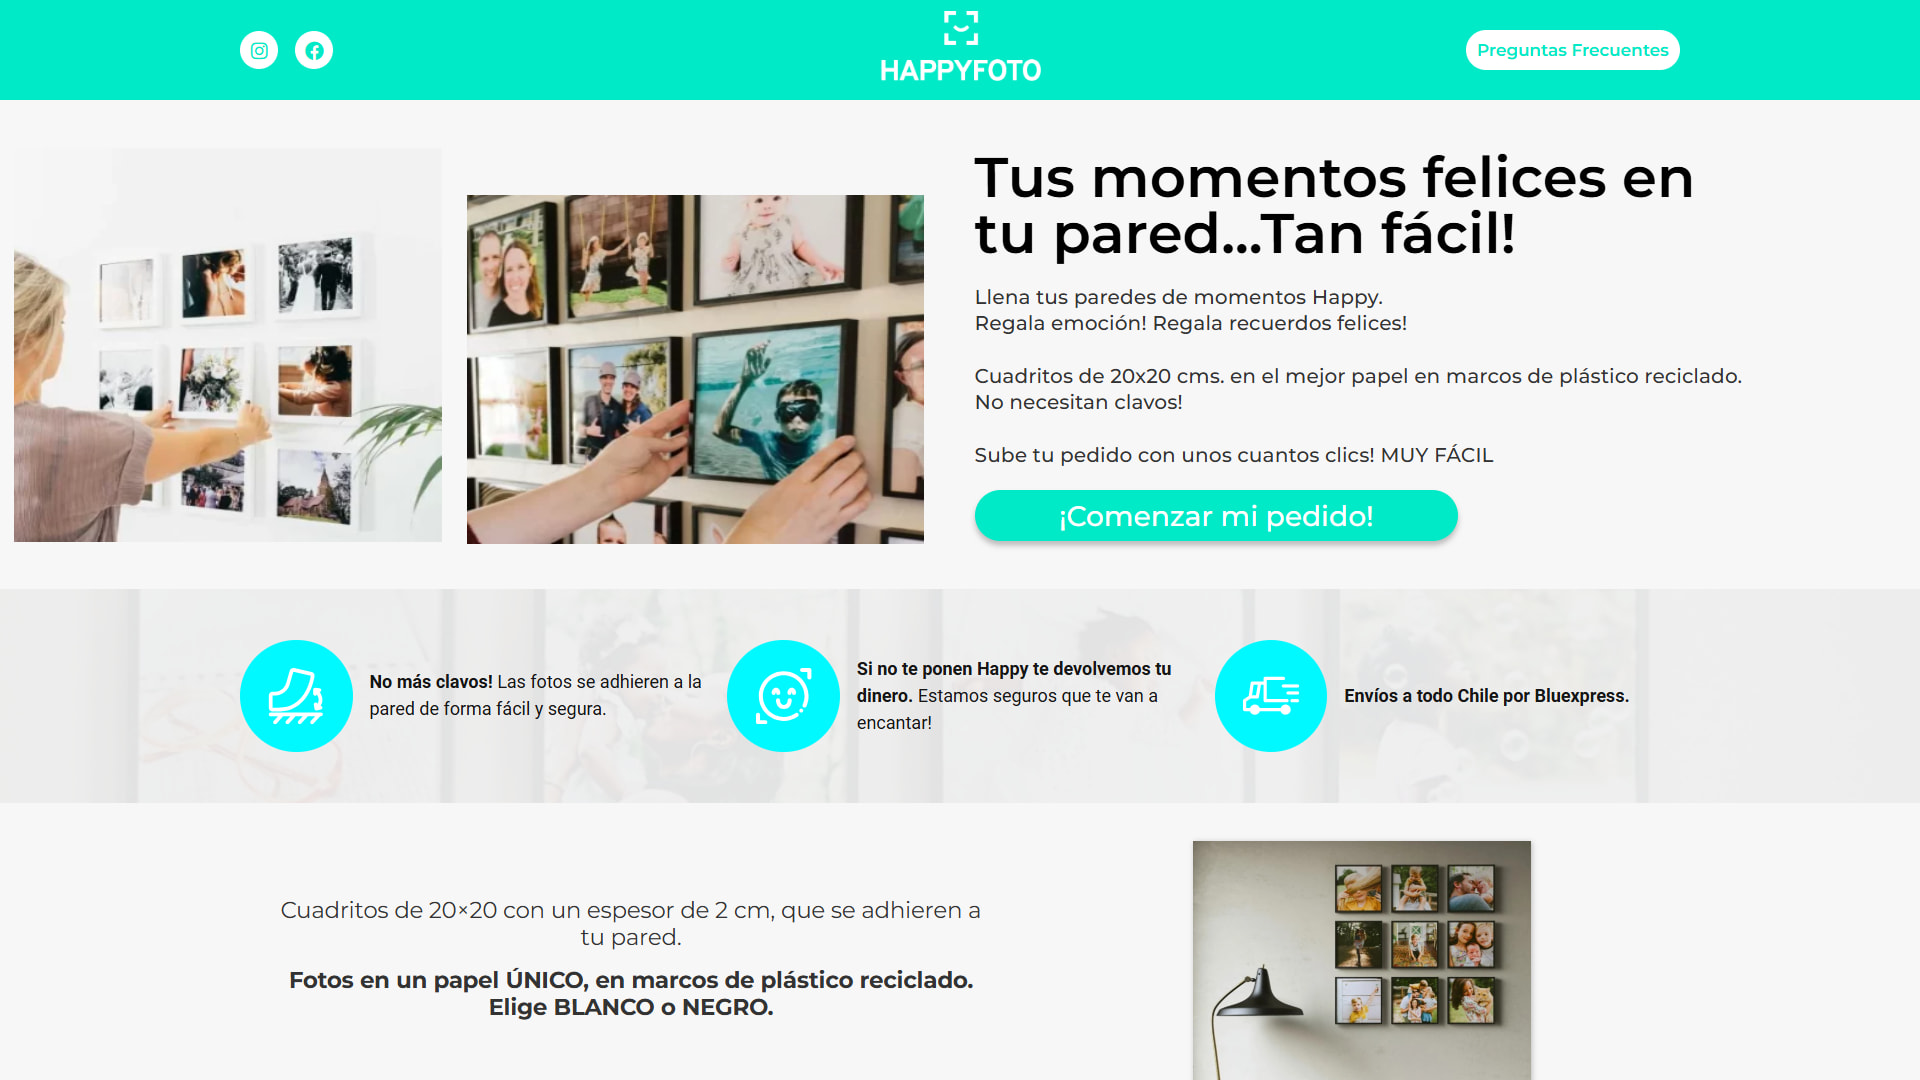 HAPPYFOTO
Preguntas Frecuentes
Tus momentos felices en
tu pared...Tan fácil!
Llena tus paredes de momentos Happy.
Regala emoción! Regala recuerdos felices!
Cuadritos de 20x20 cms. en el mejor papel en marcos de plástico reciclado.
No necesitan clavos!
Sube tu pedido con unos cuantos clics! MUY FÁCIL
¡Comenzar mi pedido!
No más clavos! Las fotos se adhieren a la
pared de forma fácil y segura.
Si no te ponen Happy te devolvemos tu
dinero. Estamos seguros que te van a
encantar!
Envíos a todo Chile por Bluexpress.
Cuadritos de 20×20 con un espesor de 2 cm, que se adhieren a
tu pared.
Fotos en un papel ÚNICO, en marcos de plástico reciclado.
Elige BLANCO o NEGRO.